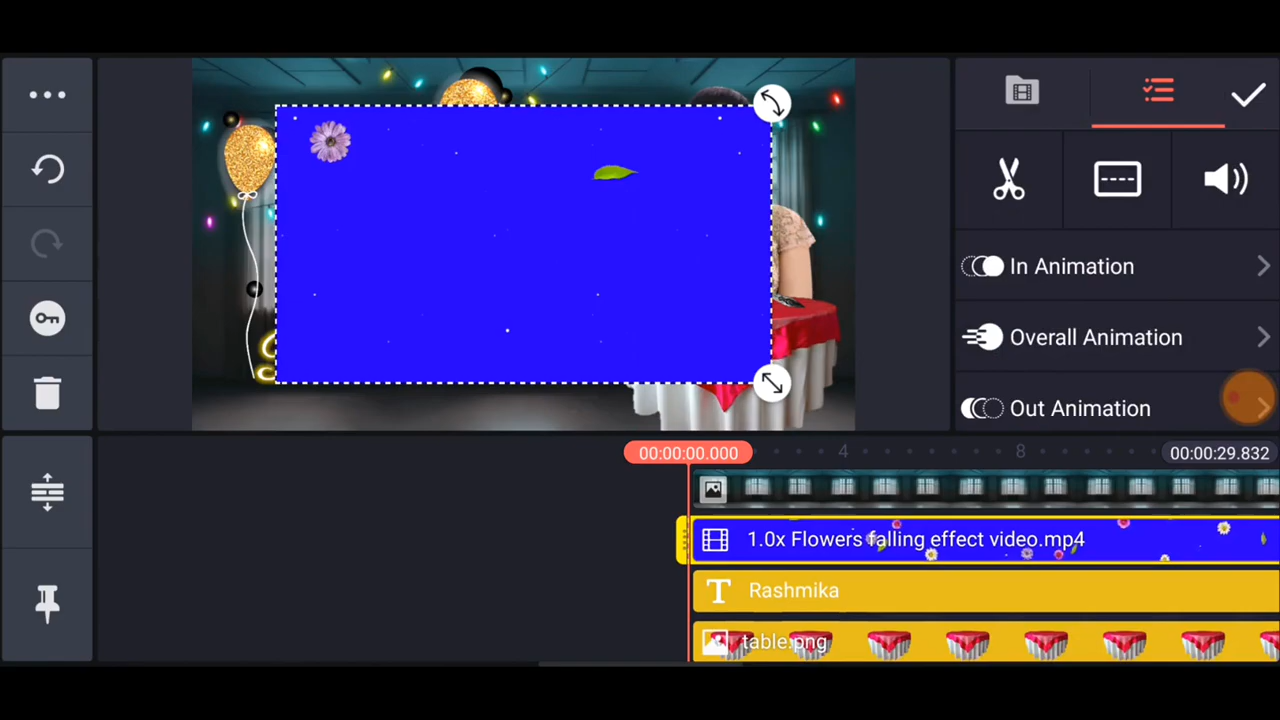 In Animation
Overall Animation
Out Animation
00:00:00.000
4
8
00:00:29.832
1.0x Flowers falling effect video.mp4
T Rashmika
table.png